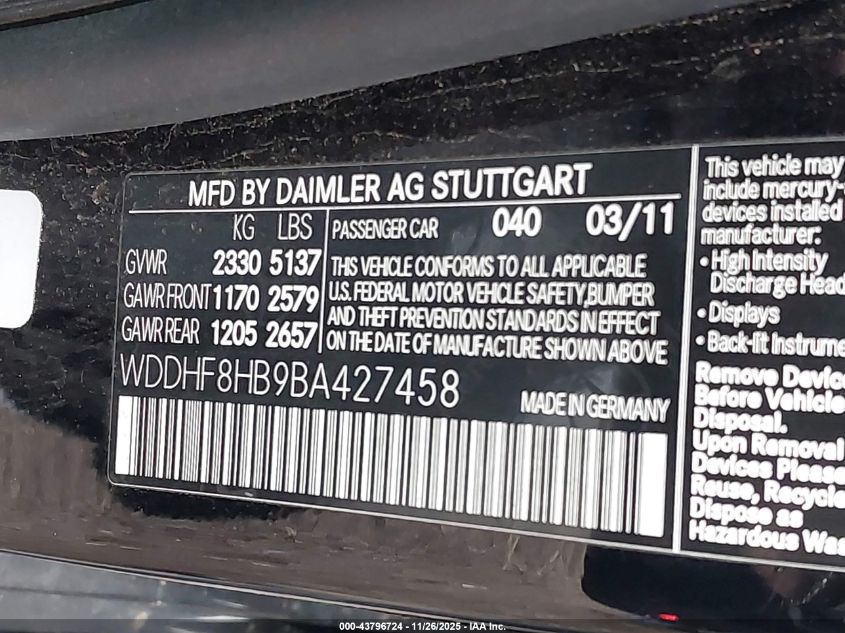 MFD BY DAIMLER AG STUTTGART
KG LBS
GVWR 2330 5137
GAWR FRONT 1170 2579
GAWR REAR 1205 2657
PASSENGER CAR 040 03/11
THIS VEHICLE CONFORMS TO ALL APPLICABLE
U.S. FEDERAL MOTOR VEHICLE SAFETY,BUMPER
AND THEFT PREVENTION STANDARDS IN EFFECT
ON THE DATE OF MANUFACTURE SHOWN ABOVE
WDDHF8HB9BA427458
MADE IN GERMANY
This vehicle may
include mercury-
devices installed
manufacturer:
• High Intensity
Discharge Head
• Displays
• Back-lit Instrume
Remove Device
Before Vehicle
Disposal.
Upon Removal
Devices Please
Reuse, Recycle
Dispose as
Hazardous Was
000-43796724 - 11/26/2025 - IAA Inc.